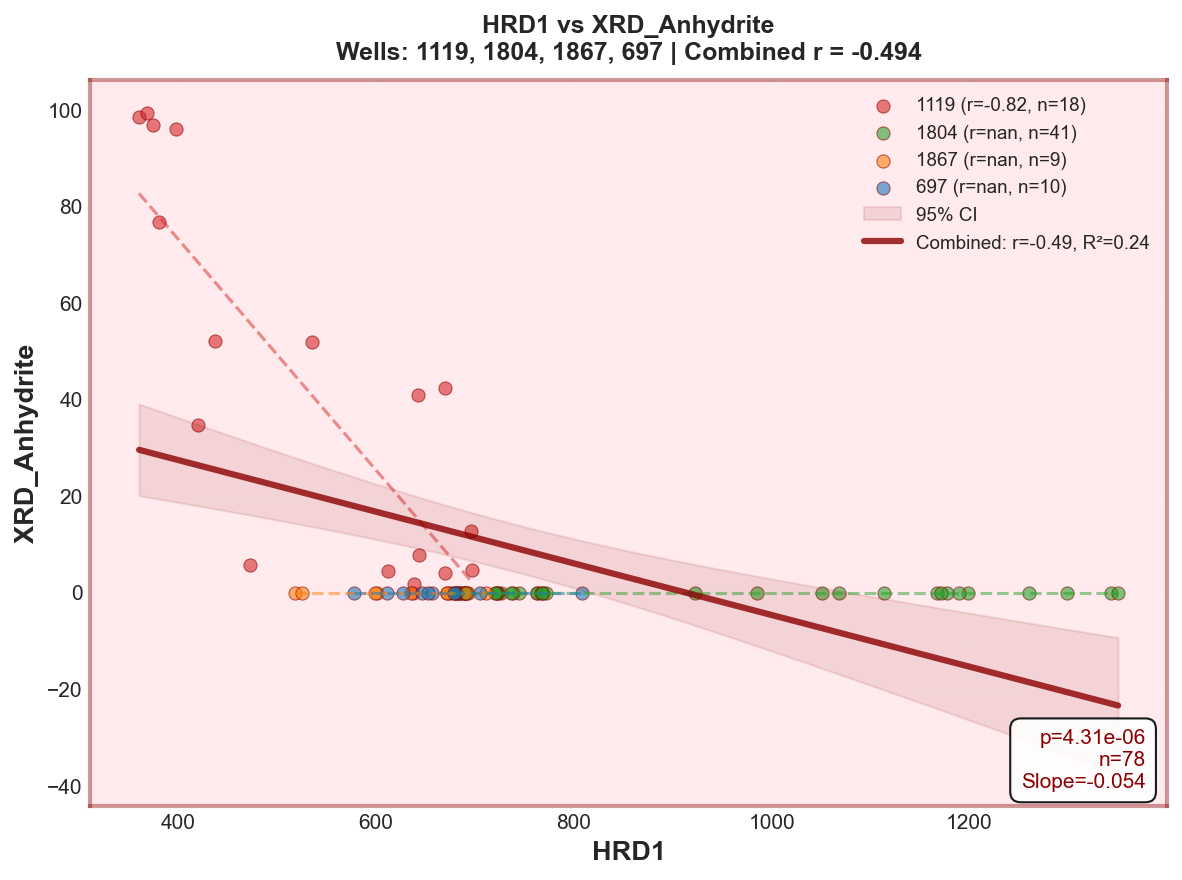 HRD1 vs XRD_Anhydrite
Wells: 1119, 1804, 1867, 697 | Combined r = -0.494
1119 (r=-0.82, n=18)
1804 (r=nan, n=41)
1867 (r=nan, n=9)
697 (r=nan, n=10)
95% CI
Combined: r=-0.49, R²=0.24
XRD_Anhydrite
100
80
60
40
20
0
−20
−40
p=4.31e-06
n=78
Slope=-0.054
400 600 800 1000 1200
HRD1